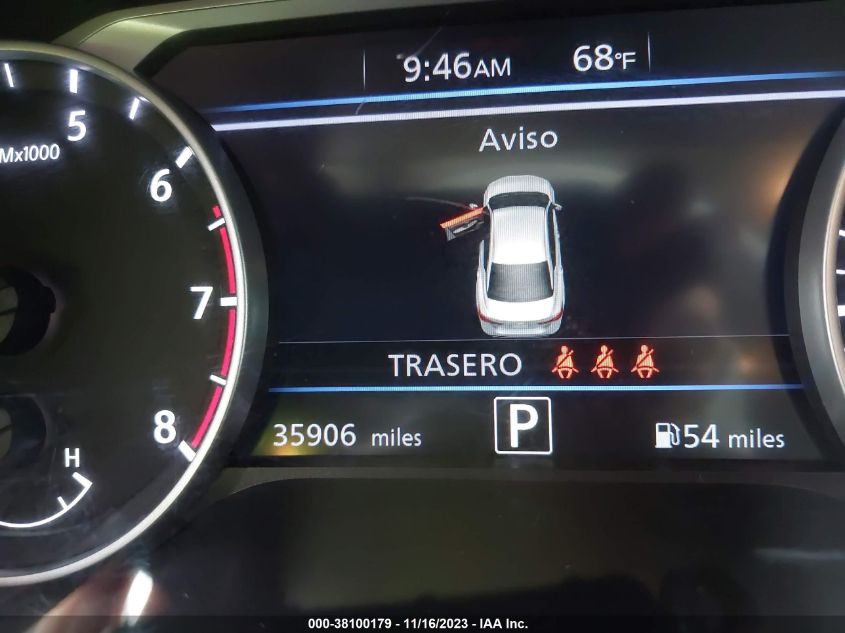 9:46AM 68°F
5
Mx1000
Aviso
6
7
TRASERO
8
35906 miles P 54 miles
H
000-38100179 - 11/16/2023 - IAA Inc.